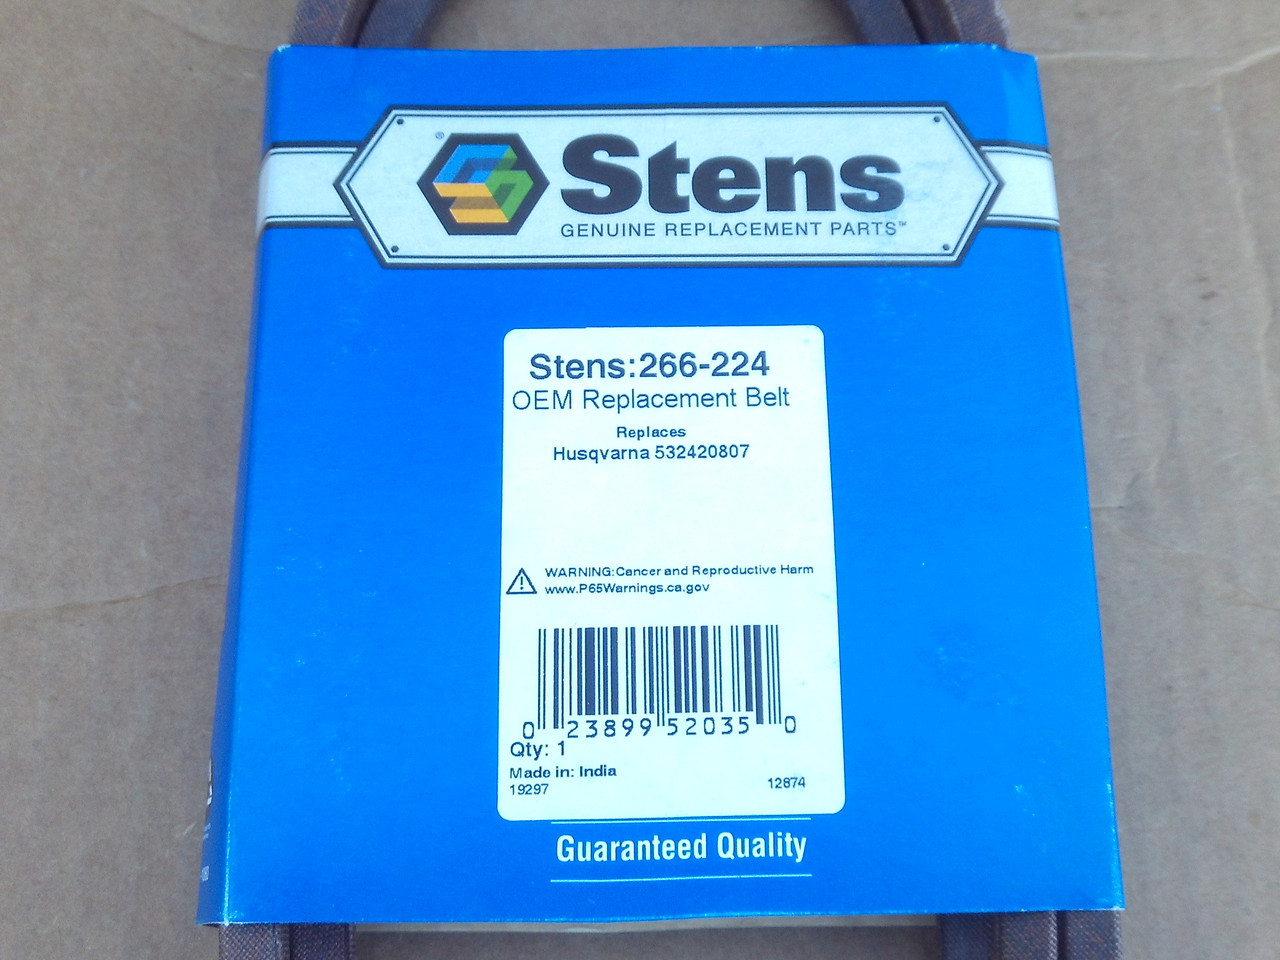 ®
Stens
GENUINE REPLACEMENT PARTS™
Stens:266-224
OEM Replacement Belt
Replaces
Husqvarna 532420807
WARNING:Cancer and Reproductive Harm
www.P65Warnings.ca.gov
0 23899 52035 0
Qty: 1
Made in: India
19297 12874
Guaranteed Quality